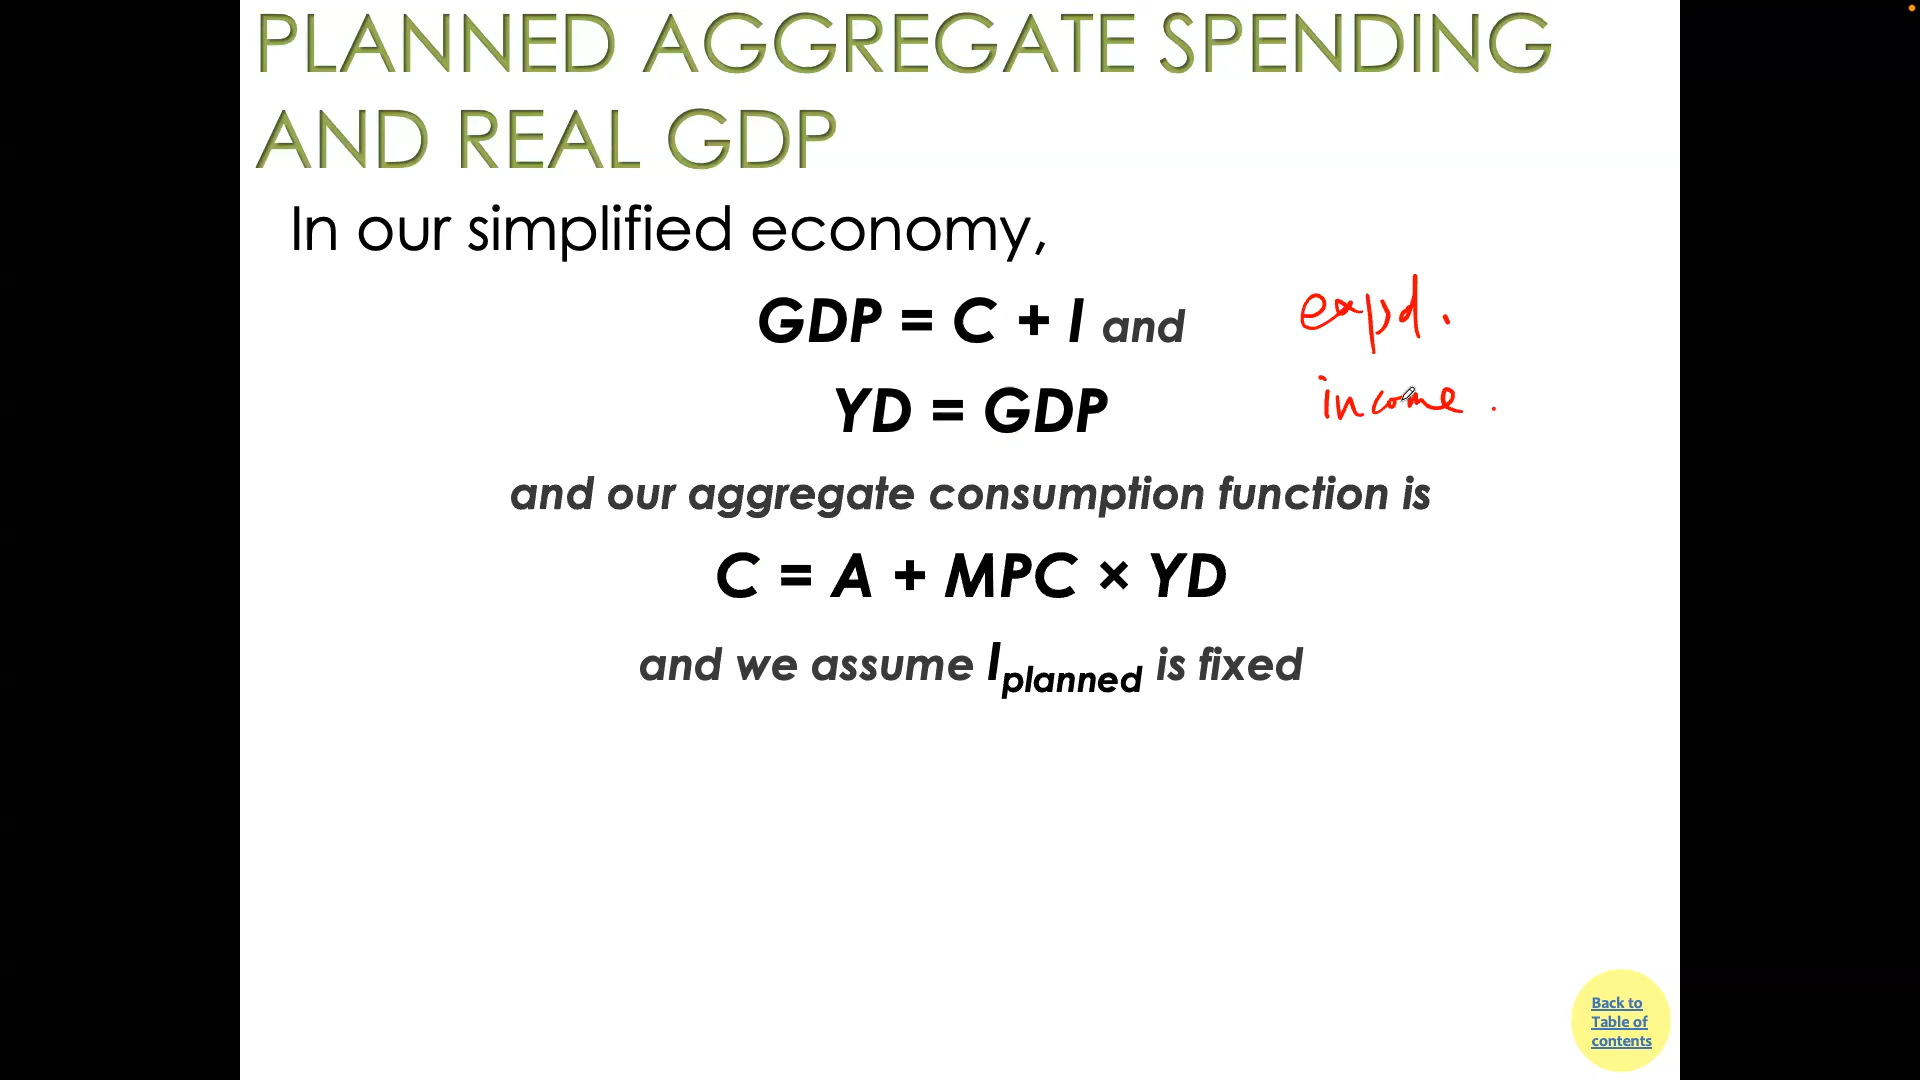 PLANNED AGGREGATE SPENDING
AND REAL GDP
In our simplified economy,
GDP = C + I and
expd.
YD = GDP
income.
and our aggregate consumption function is
C = A + MPC × YD
and we assume Iplanned is fixed
Back to
Table of
contents